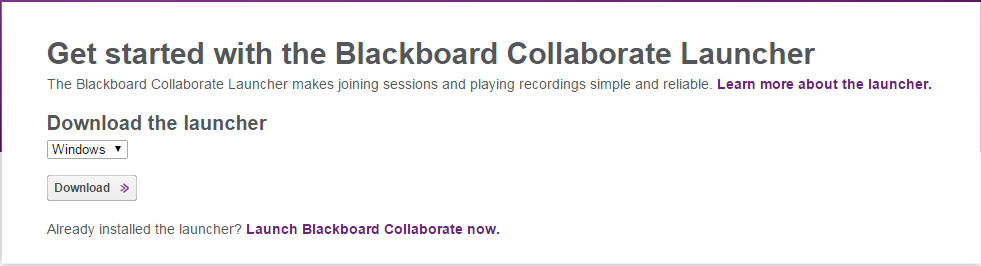 Get started with the Blackboard Collaborate Launcher
The Blackboard Collaborate Launcher makes joining sessions and playing recordings simple and reliable. Learn more about the launcher.
Download the launcher
Windows
Download
Already installed the launcher? Launch Blackboard Collaborate now.